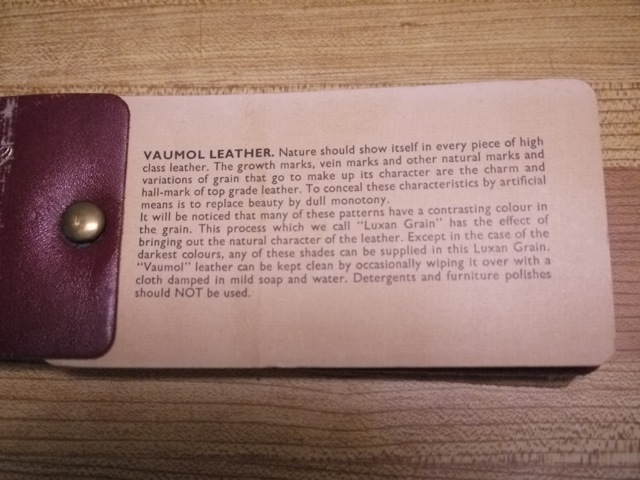 VAUMOL LEATHER. Nature should show itself in every piece of high
class leather. The growth marks, vein marks and other natural marks and
variations of grain that go to make up its character are the charm and
hall-mark of top grade leather. To conceal these characteristics by artificial
means is to replace beauty by dull monotony.
It will be noticed that many of these patterns have a contrasting colour in
the grain. This process which we call "Luxan Grain" has the effect of
bringing out the natural character of the leather. Except in the case of the
darkest colours, any of these shades can be supplied in this Luxan Grain.
"Vaumol" leather can be kept clean by occasionally wiping it over with a
cloth damped in mild soap and water. Detergents and furniture polishes
should NOT be used.